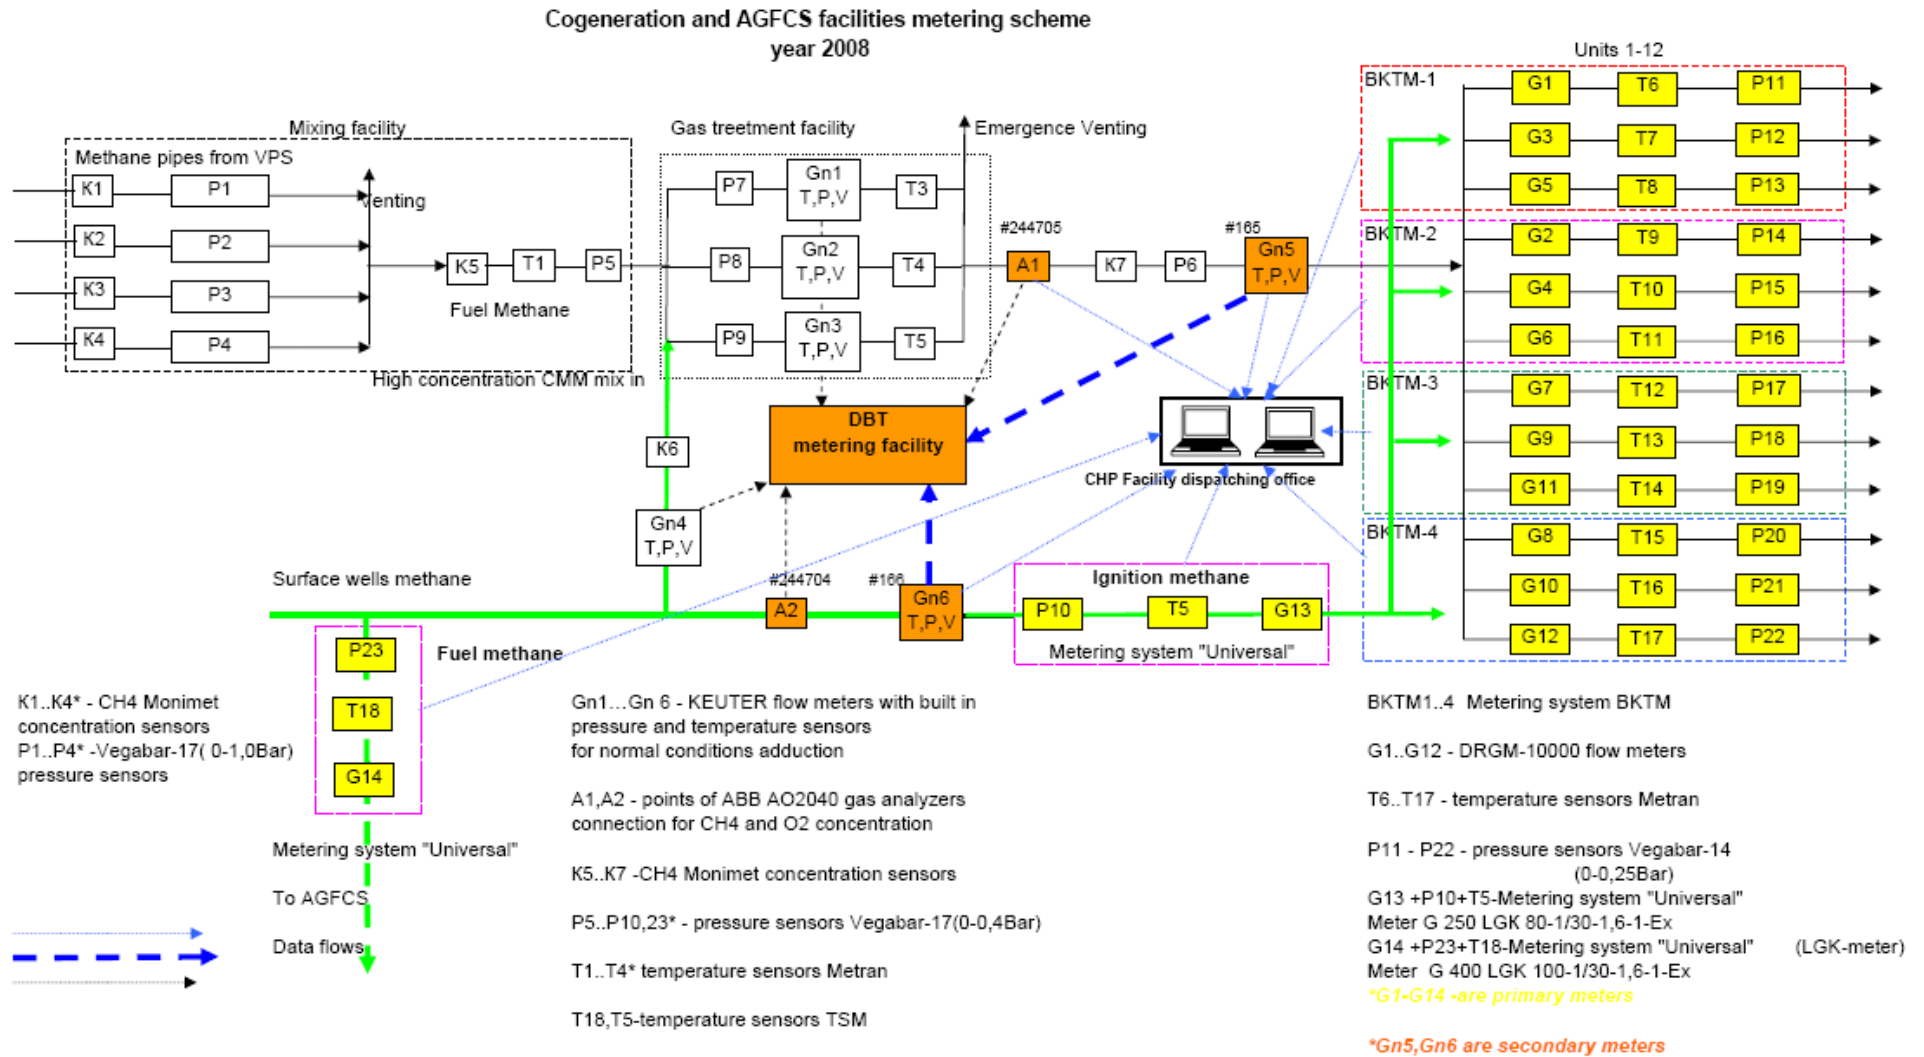 Cogeneration and AGFCS facilities metering scheme
year 2008
Units 1-12
Mixing facility
Gas treetment facility
Emergence Venting
Methane pipes from VPS
K1
P1
K2
P2
K3
P3
K4
P4
Venting
K5
T1
P5
Fuel Methane
High concentration CMM mix in
P7
Gn1
T,P,V
T3
P8
Gn2
T,P,V
T4
P9
Gn3
T,P,V
T5
#244705
A1
K7
P6
#165
Gn5
T,P,V
DBT
metering facility
CHP Facility dispatching office
K6
Gn4
T,P,V
Surface wells methane
#244704
A2
#166
Gn6
T,P,V
Ignition methane
P10
T5
G13
Metering system "Universal"
BKTM-1
G1
T6
P11
G3
T7
P12
G5
T8
P13
BKTM-2
G2
T9
P14
G4
T10
P15
G6
T11
P16
BKTM-3
G7
T12
P17
G9
T13
P18
G11
T14
P19
BKTM-4
G8
T15
P20
G10
T16
P21
G12
T17
P22
P23
Fuel methane
T18
G14
Metering system "Universal"
To AGFCS
Data flows
K1..K4* - CH4 Monimet
concentration sensors
P1..P4* -Vegabar-17( 0-1,0Bar)
pressure sensors
Gn1...Gn 6 - KEUTER flow meters with built in
pressure and temperature sensors
for normal conditions adduction
A1,A2 - points of ABB AO2040 gas analyzers
connection for CH4 and O2 concentration
K5..K7 -CH4 Monimet concentration sensors
P5..P10,23* - pressure sensors Vegabar-17(0-0,4Bar)
T1..T4* temperature sensors Metran
T18,T5-temperature sensors TSM
BKTM1..4 Metering system BKTM
G1..G12 - DRGM-10000 flow meters
T6..T17 - temperature sensors Metran
P11 - P22 - pressure sensors Vegabar-14
(0-0,25Bar)
G13 +P10+T5-Metering system "Universal"
Meter G 250 LGK 80-1/30-1,6-1-Ex
G14 +P23+T18-Metering system "Universal" (LGK-meter)
Meter G 400 LGK 100-1/30-1,6-1-Ex
*G1-G14 -are primary meters
*Gn5,Gn6 are secondary meters